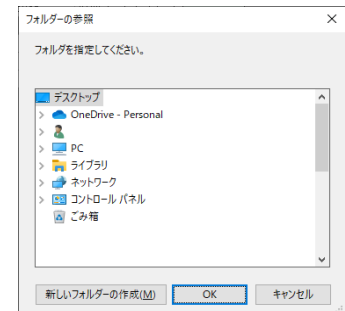 フォルダーの参照
フォルダを指定してください。
デスクトップ
OneDrive - Personal
PC
ライブラリ
ネットワーク
コントロール パネル
ごみ箱
新しいフォルダーの作成(M)
OK
キャンセル